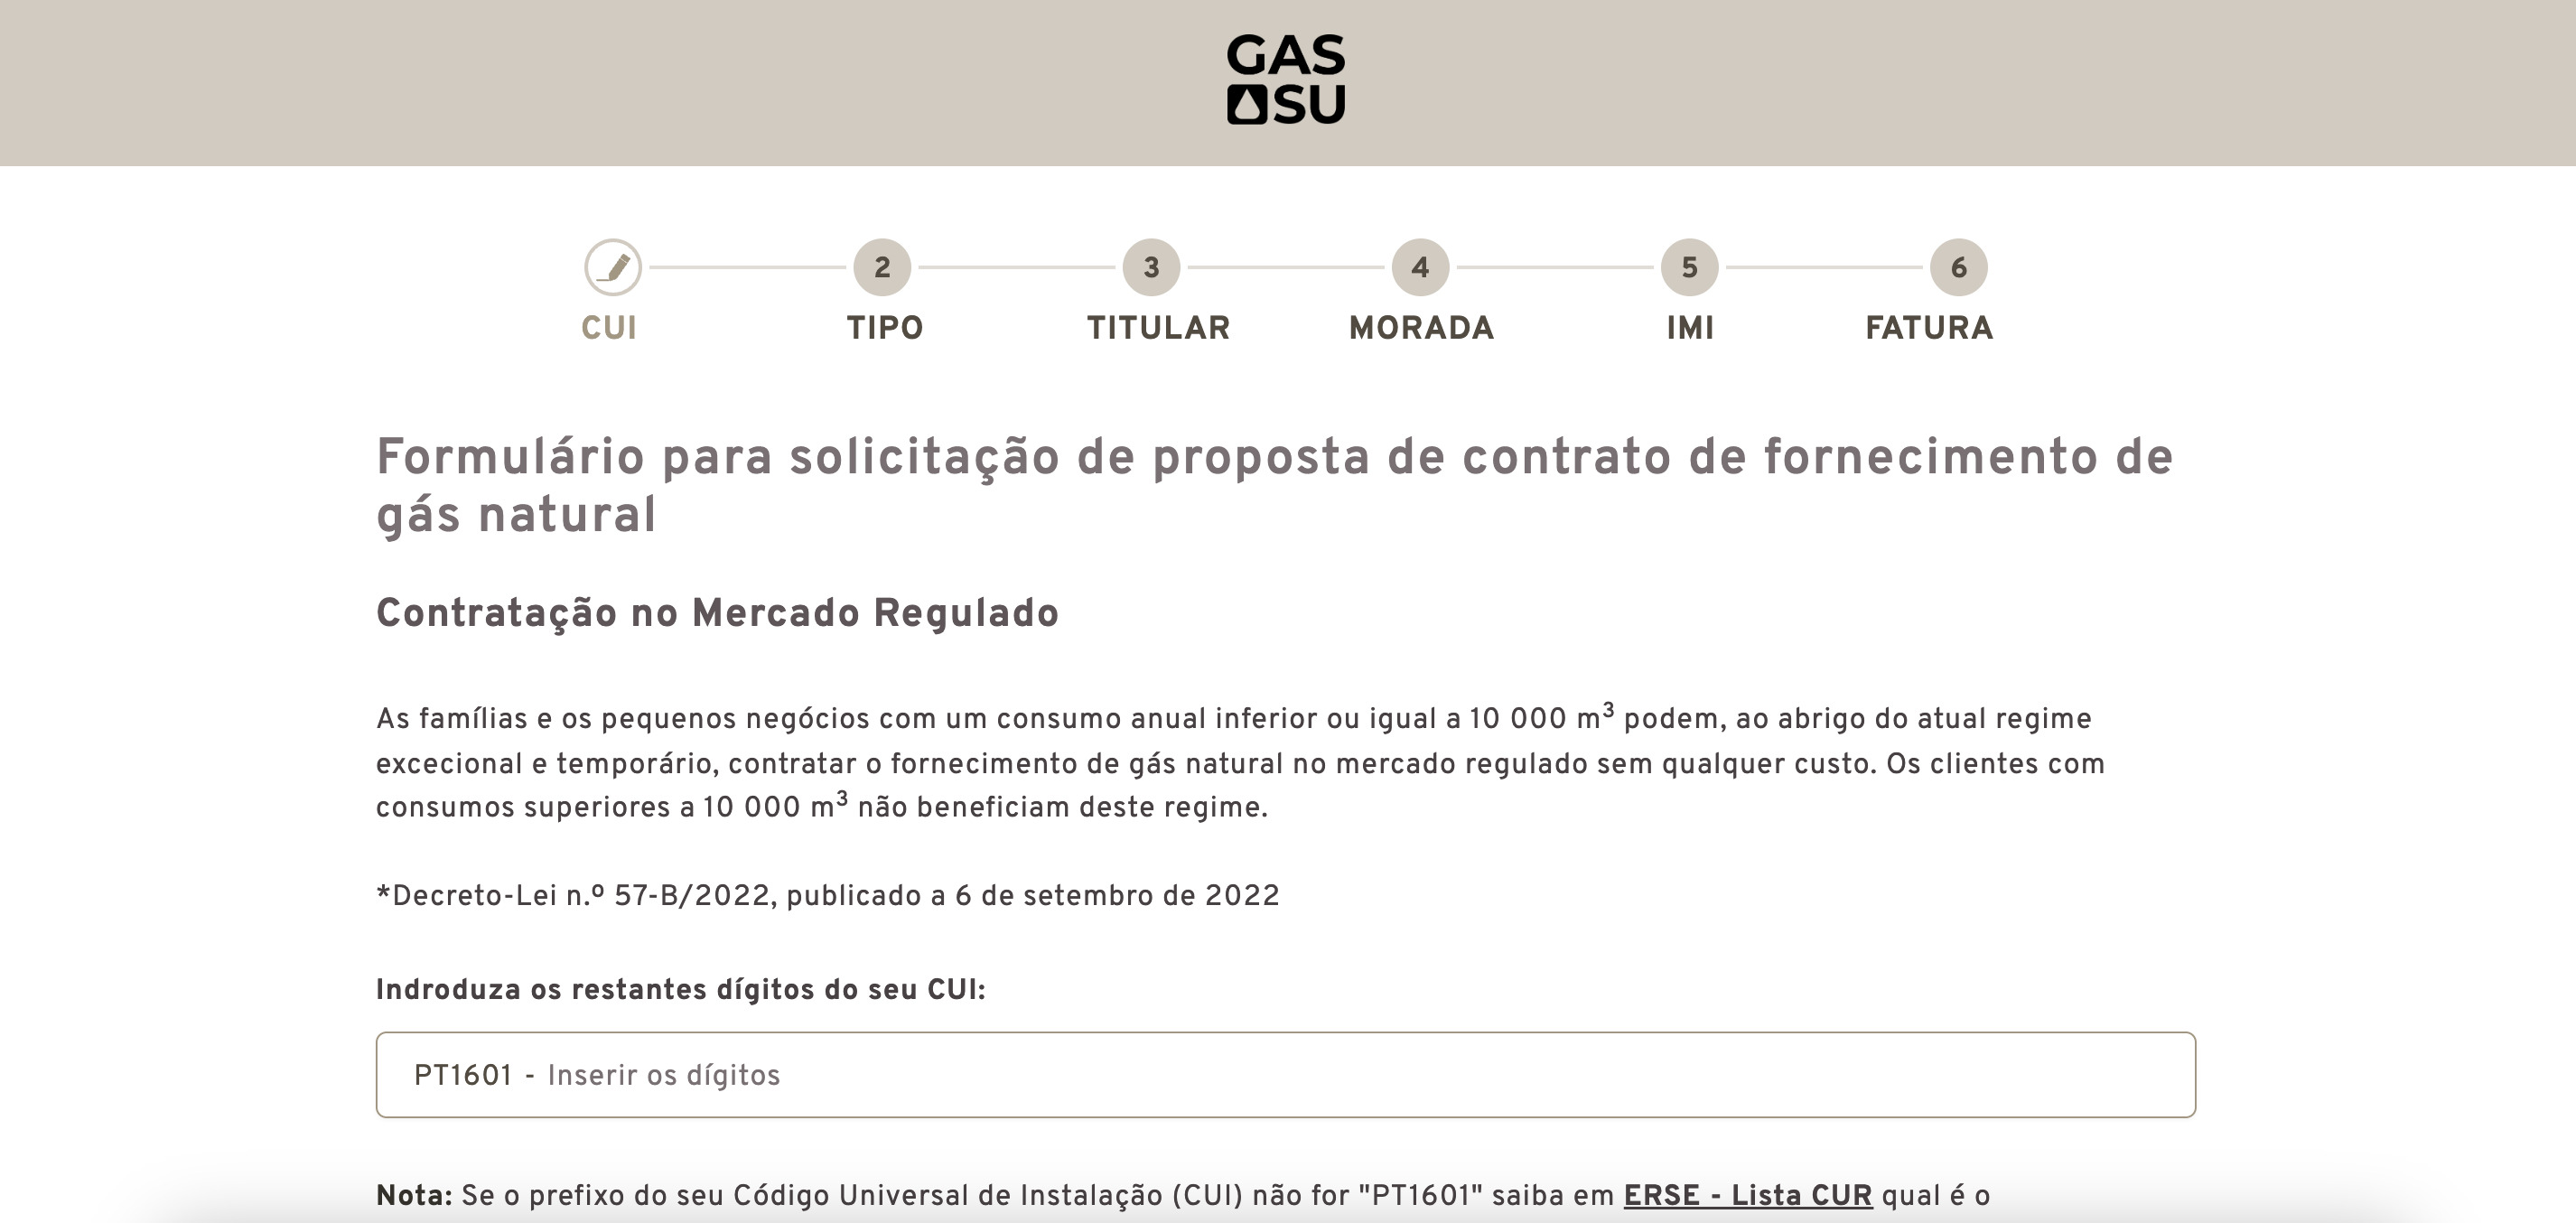 GAS
SU
2 3 4 5 6
CUI TIPO TITULAR MORADA IMI FATURA
Formulário para solicitação de proposta de contrato de fornecimento de
gás natural
Contratação no Mercado Regulado
As famílias e os pequenos negócios com um consumo anual inferior ou igual a 10 000 m³ podem, ao abrigo do atual regime
excecional e temporário, contratar o fornecimento de gás natural no mercado regulado sem qualquer custo. Os clientes com
consumos superiores a 10 000 m³ não beneficiam deste regime.
*Decreto-Lei n.º 57-B/2022, publicado a 6 de setembro de 2022
Indroduza os restantes dígitos do seu CUI:
PT1601 - Inserir os dígitos
Nota: Se o prefixo do seu Código Universal de Instalação (CUI) não for "PT1601" saiba em ERSE - Lista CUR qual é o